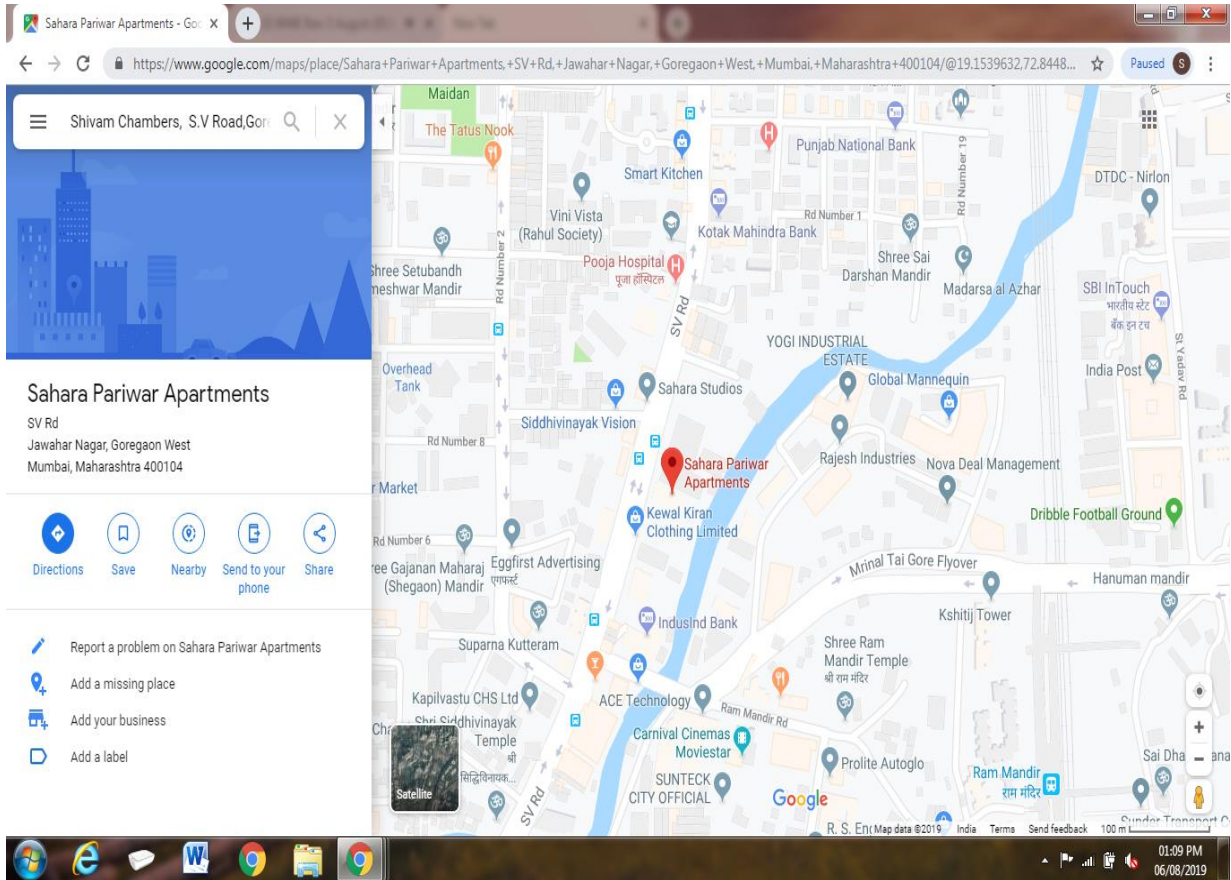 Sahara Pariwar Apartments - Goo
https://www.google.com/maps/place/Sahara+Pariwar+Apartments,+SV+Rd,+Jawahar+Nagar,+Goregaon+West,+Mumbai,+Maharashtra+400104/@19.1539632,72.8448...
Paused
S
Shivam Chambers, S.V Road,Gore
Sahara Pariwar Apartments
SV Rd
Jawahar Nagar, Goregaon West
Mumbai, Maharashtra 400104
Directions
Save
Nearby
Send to your
phone
Share
Report a problem on Sahara Pariwar Apartments
Add a missing place
Add your business
Add a label
Maidan
The Tatus Nook
Smart Kitchen
Punjab National Bank
Rd Number 19
DTDC - Nirlon
Vini Vista
(Rahul Society)
Kotak Mahindra Bank
Rd Number 1
Rd Number 2
Shree Setubandh
meshwar Mandir
Pooja Hospital
पूजा हॉस्पिटल
Shree Sai
Darshan Mandir
Madarsa al Azhar
SBI InTouch
भारतीय स्टेट
बँक इन टच
SV Rd
YOGI INDUSTRIAL
ESTATE
St Yadav Rd
Overhead
Tank
Sahara Studios
Global Mannequin
India Post
Siddhivinayak Vision
Rd Number 8
Sahara Pariwar
Apartments
Rajesh Industries
Nova Deal Management
r Market
Kewal Kiran
Clothing Limited
Dribble Football Ground
Rd Number 6
ree Gajanan Maharaj
(Shegaon) Mandir
Eggfirst Advertising
एगफर्स्ट
Mrinal Tai Gore Flyover
Hanuman mandir
IndusInd Bank
Kshitij Tower
Suparna Kutteram
Shree Ram
Mandir Temple
श्री राम मंदिर
Kapilvastu CHS Ltd
ACE Technology
Ram Mandir Rd
Shri Siddhivinayak
Temple
श्री
सिद्धिविनायक...
Carnival Cinemas
Moviestar
Prolite Autoglo
Ram Mandir
राम मंदिर
Sai Dha
ana
Satellite
SUNTECK
CITY OFFICIAL
SV Rd
Google
R. S. En
Map data ©2019
India
Terms
Send feedback
100 m
Sunder Transport C
01:09 PM
06/08/2019